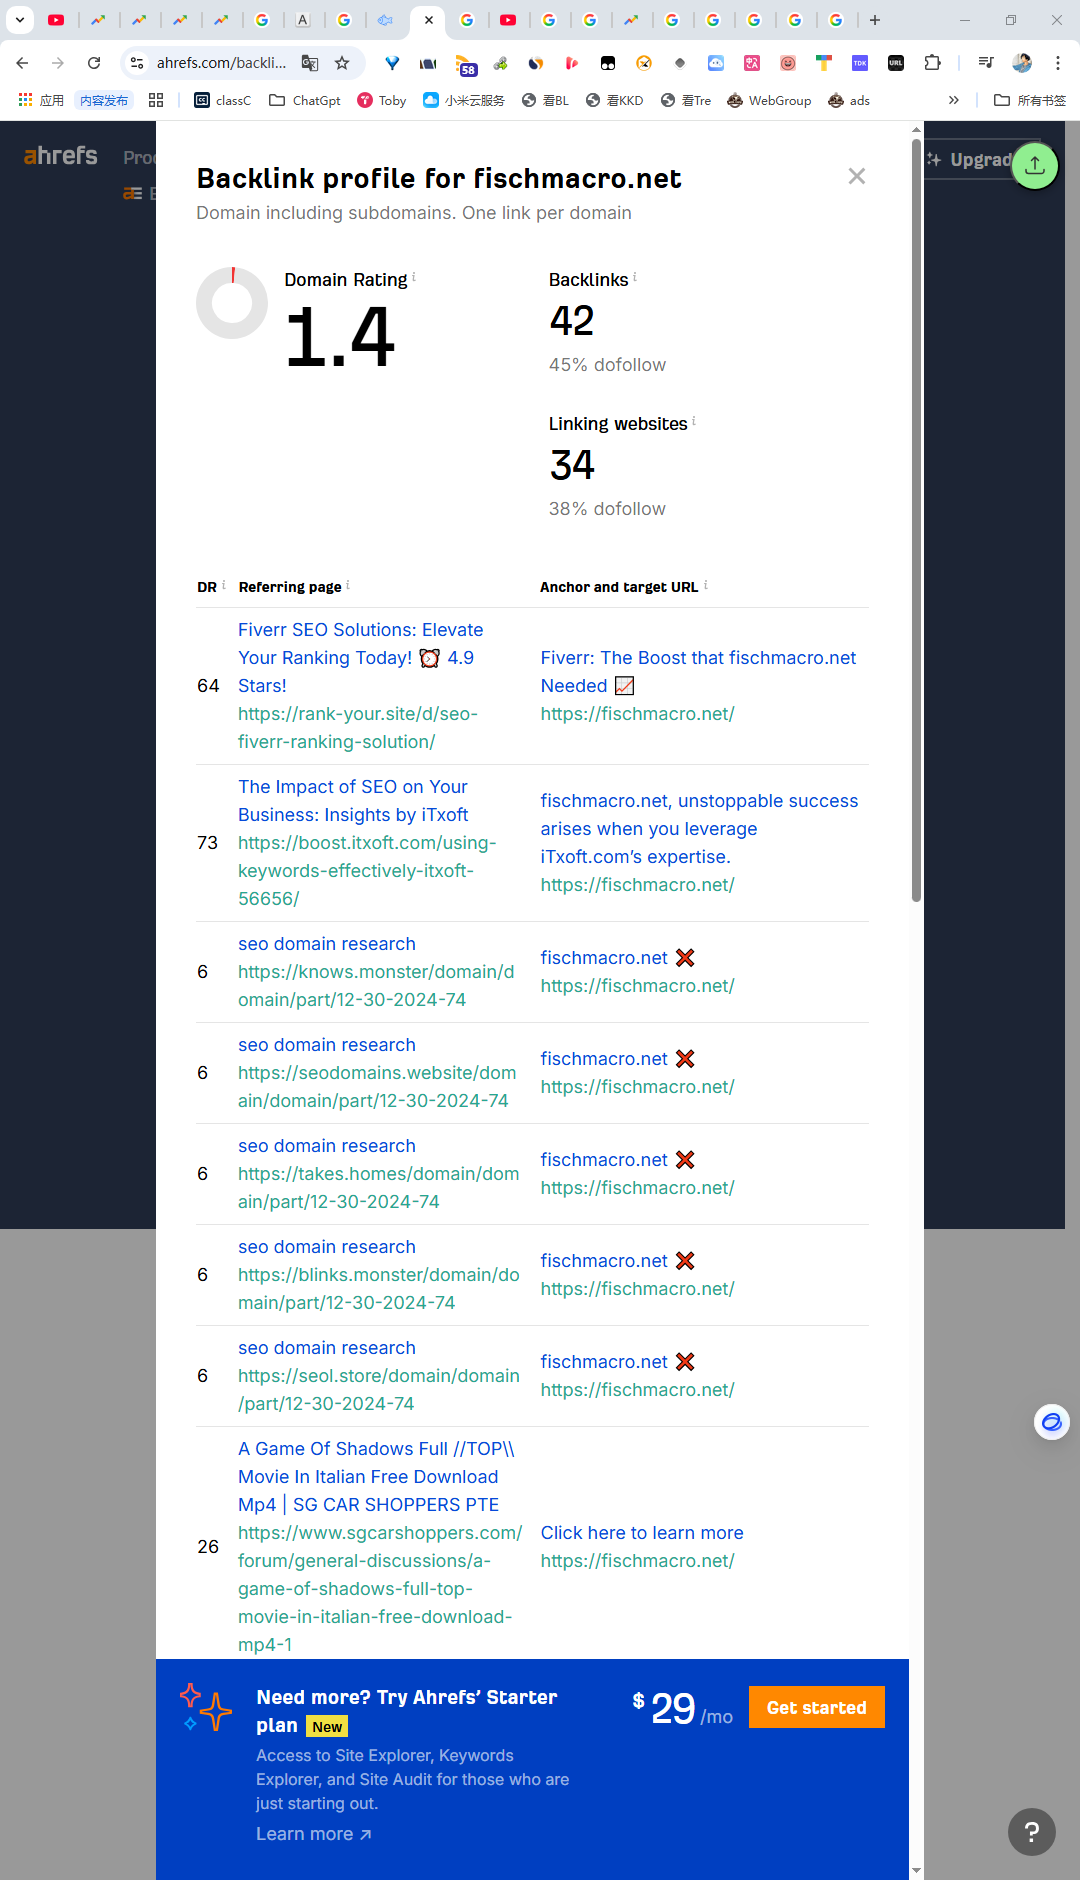 ahrefs.com/backli...
58
TDK
URL
应用
内容发布
classC
ChatGpt
Toby
小米云服务
看BL
看KKD
看Tre
WebGroup
ads
所有书签
ahrefs
Proc
E
Upgrad
Backlink profile for fischmacro.net
Domain including subdomains. One link per domain
Domain Rating
1.4
Backlinks
42
45% dofollow
Linking websites
34
38% dofollow
DR
Referring page
Anchor and target URL
64
Fiverr SEO Solutions: Elevate
Your Ranking Today! ⏰ 4.9
Stars!
https://rank-your.site/d/seo-
fiverr-ranking-solution/
Fiverr: The Boost that fischmacro.net
Needed 📈
https://fischmacro.net/
73
The Impact of SEO on Your
Business: Insights by iTxoft
https://boost.itxoft.com/using-
keywords-effectively-itxoft-
56656/
fischmacro.net, unstoppable success
arises when you leverage
iTxoft.com’s expertise.
https://fischmacro.net/
6
seo domain research
https://knows.monster/domain/d
omain/part/12-30-2024-74
fischmacro.net ❌
https://fischmacro.net/
6
seo domain research
https://seodomains.website/dom
ain/domain/part/12-30-2024-74
fischmacro.net ❌
https://fischmacro.net/
6
seo domain research
https://takes.homes/domain/dom
ain/part/12-30-2024-74
fischmacro.net ❌
https://fischmacro.net/
6
seo domain research
https://blinks.monster/domain/do
main/part/12-30-2024-74
fischmacro.net ❌
https://fischmacro.net/
6
seo domain research
https://seol.store/domain/domain
/part/12-30-2024-74
fischmacro.net ❌
https://fischmacro.net/
26
A Game Of Shadows Full //TOP\\
Movie In Italian Free Download
Mp4 | SG CAR SHOPPERS PTE
https://www.sgcarshoppers.com/
forum/general-discussions/a-
game-of-shadows-full-top-
movie-in-italian-free-download-
mp4-1
Click here to learn more
https://fischmacro.net/
Need more? Try Ahrefs’ Starter
plan New
Access to Site Explorer, Keywords
Explorer, and Site Audit for those who are
just starting out.
Learn more ↗
$ 29 /mo
Get started
?